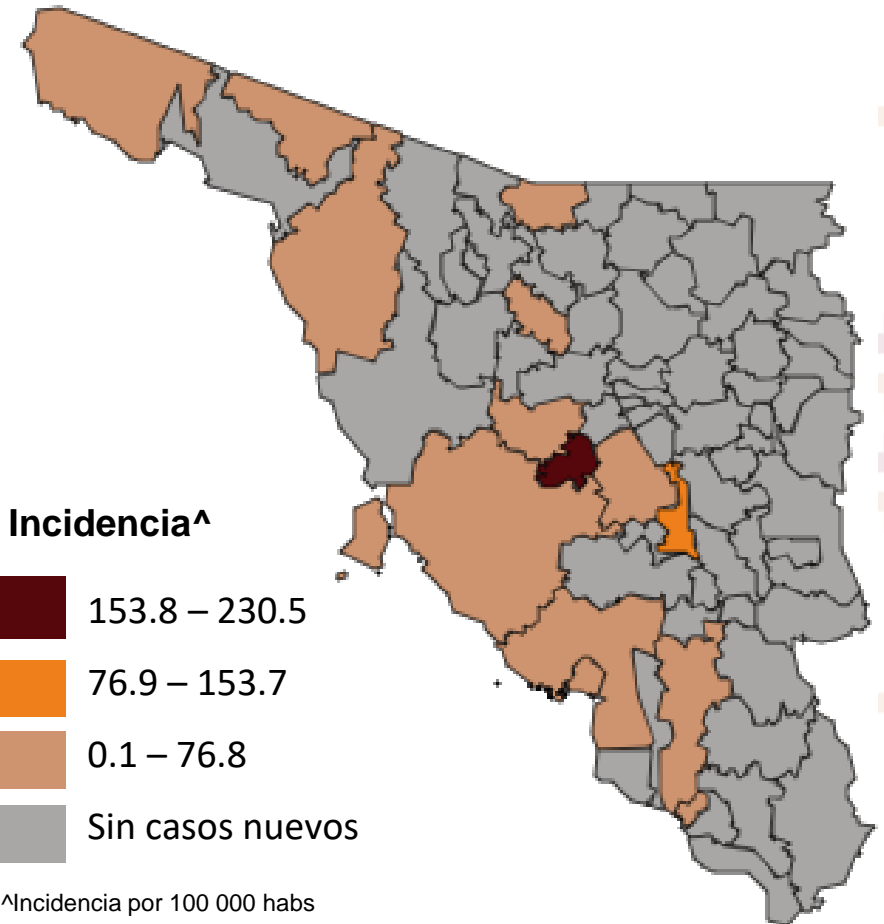 Incidencia^
153.8 – 230.5
76.9 – 153.7
0.1 – 76.8
Sin casos nuevos
^Incidencia por 100 000 habs